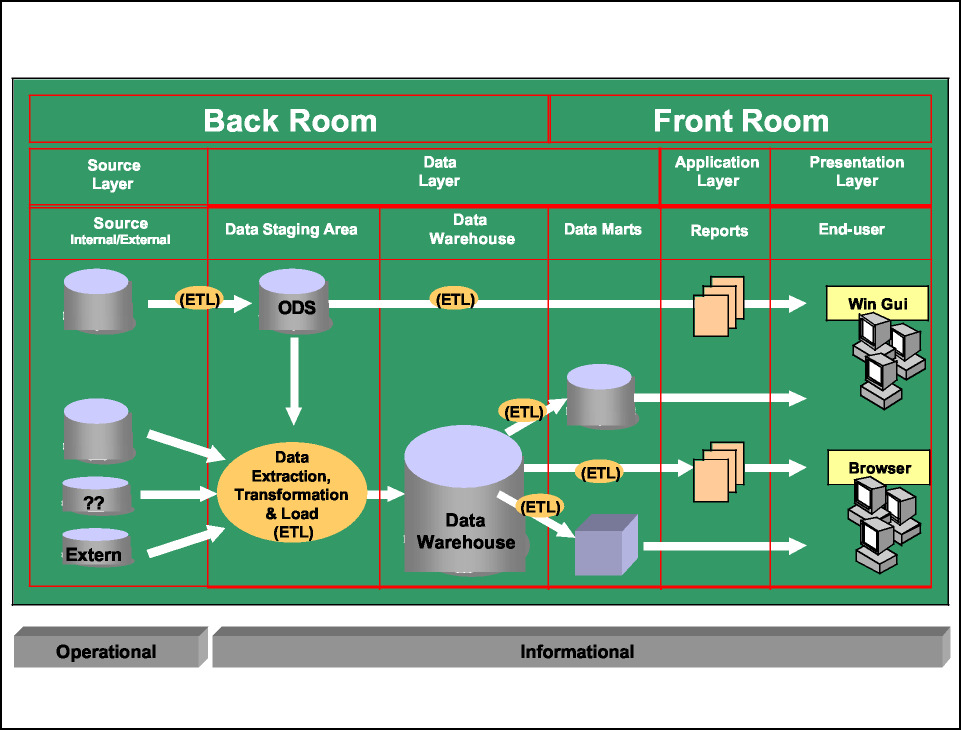 Back Room
Front Room
Source
Layer
Data
Layer
Application
Layer
Presentation
Layer
Source
Internal/External
Data Staging Area
Data
Warehouse
Data Marts
Reports
End-user
(ETL)
ODS
(ETL)
Win Gui
(ETL)
Data
Extraction,
Transformation
& Load
(ETL)
(ETL)
Browser
??
(ETL)
Data
Warehouse
Extern
Operational
Informational